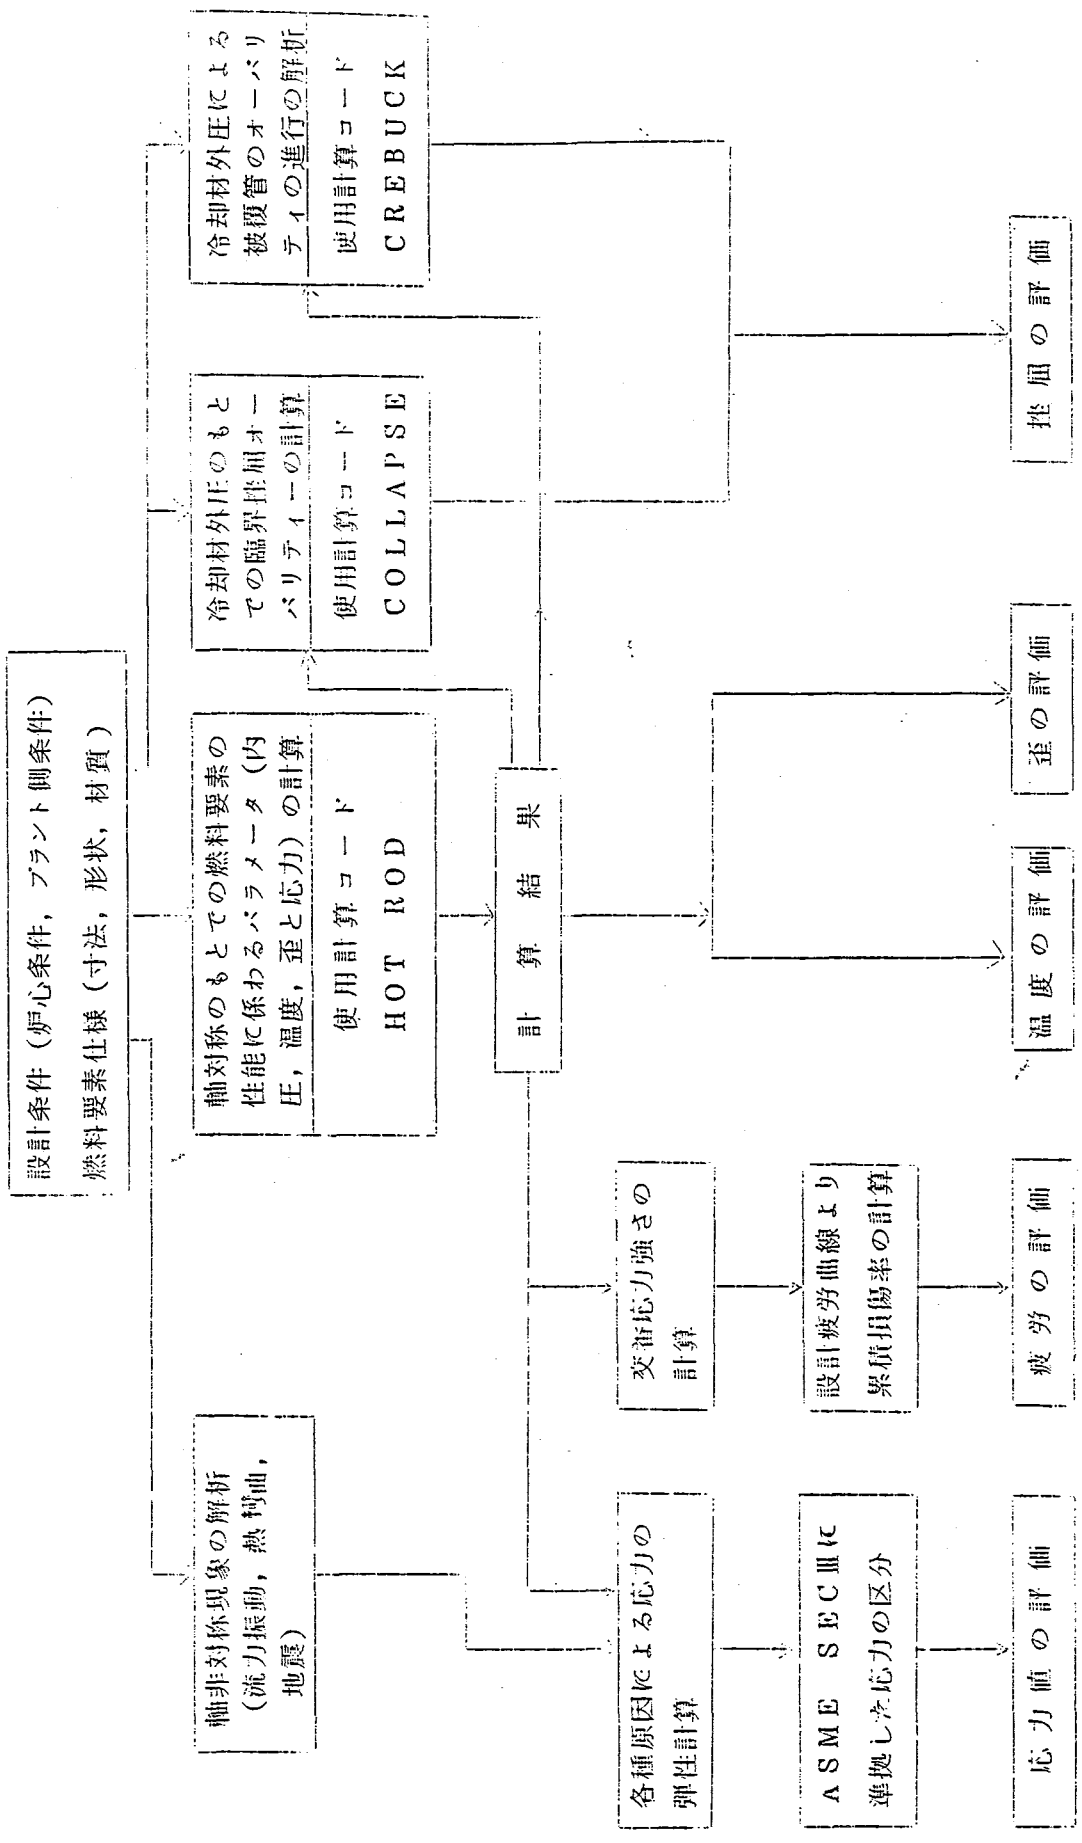 設計条件(炉心条件,プラント側条件)
燃料要素仕様(寸法,形状,材質)
軸非対称現象の解析
(流力振動,熱彎曲,
地震)
軸対称のもとでの燃料要素の
性能に係わるパラメータ(内
圧,温度,歪と応力)の計算
使用計算コード
HOT ROD
冷却材外圧のもと
での臨界挫屈オー
バリティーの計算
使用計算コード
COLLAPSE
冷却材外圧による
被覆管のオーバリ
ティの進行の解析
使用計算コード
CREBUCK
計算結果
各種原因による応力の
弾性計算
交番応力強さの
計算
ASME SECⅢに
準拠した応力の区分
設計疲労曲線より
累積損傷率の計算
応力値の評価
疲労の評価
温度の評価
歪の評価
挫屈の評価